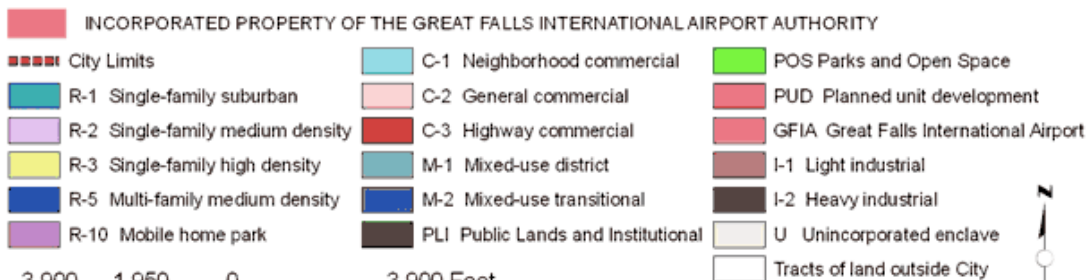 INCORPORATED PROPERTY OF THE GREAT FALLS INTERNATIONAL AIRPORT AUTHORITY
City Limits
R-1 Single-family suburban
R-2 Single-family medium density
R-3 Single-family high density
R-5 Multi-family medium density
R-10 Mobile home park
C-1 Neighborhood commercial
C-2 General commercial
C-3 Highway commercial
M-1 Mixed-use district
M-2 Mixed-use transitional
PLI Public Lands and Institutional
POS Parks and Open Space
PUD Planned unit development
GFIA Great Falls International Airport
I-1 Light industrial
I-2 Heavy industrial
U Unincorporated enclave
Tracts of land outside City
N
3,900 1,950 0 3,900 Feet